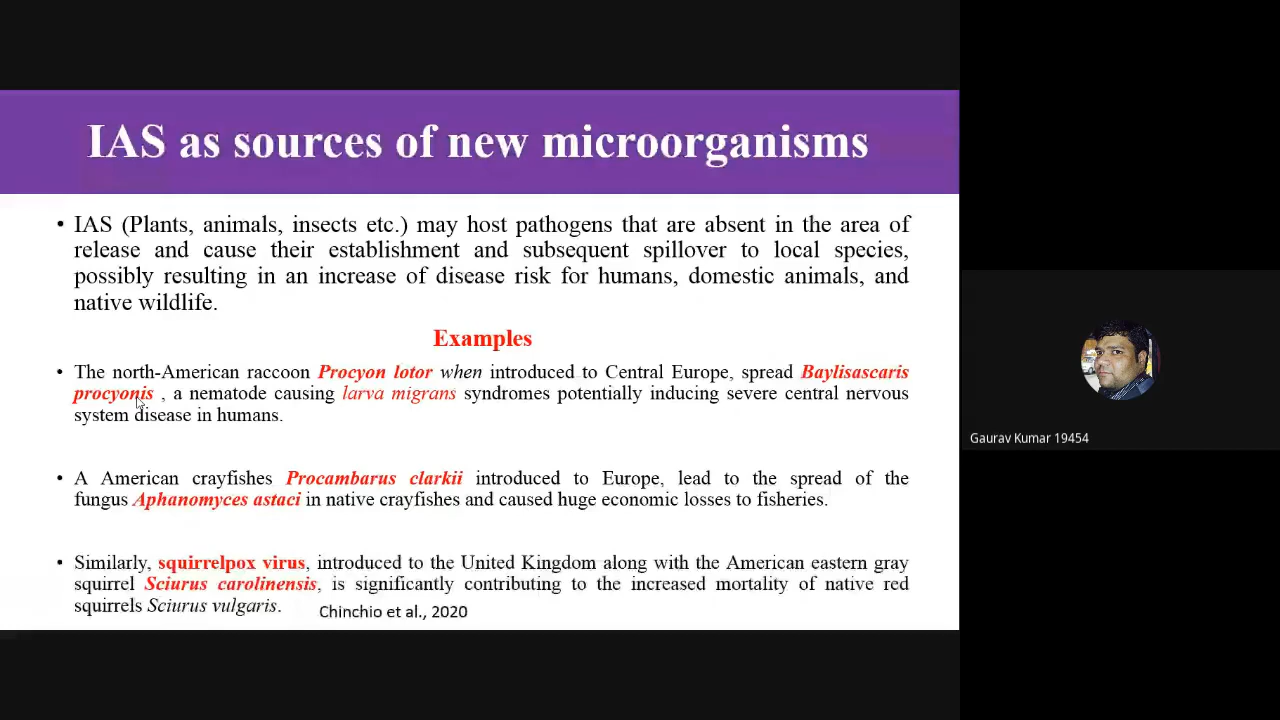 IAS as sources of new microorganisms
• IAS (Plants, animals, insects etc.) may host pathogens that are absent in the area of
release and cause their establishment and subsequent spillover to local species,
possibly resulting in an increase of disease risk for humans, domestic animals, and
native wildlife.
Examples
• The north-American raccoon Procyon lotor when introduced to Central Europe, spread Baylisascaris
procyonis , a nematode causing larva migrans syndromes potentially inducing severe central nervous
system disease in humans.
• A American crayfishes Procambarus clarkii introduced to Europe, lead to the spread of the
fungus Aphanomyces astaci in native crayfishes and caused huge economic losses to fisheries.
• Similarly, squirrelpox virus, introduced to the United Kingdom along with the American eastern gray
squirrel Sciurus carolinensis, is significantly contributing to the increased mortality of native red
squirrels Sciurus vulgaris.
Chinchio et al., 2020
Gaurav Kumar 19454